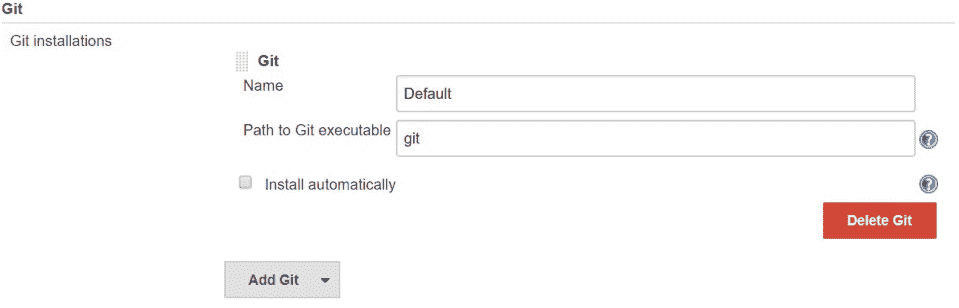 Git
Git installations
Git
Name
Default
Path to Git executable
git
Install automatically
Delete Git
Add Git